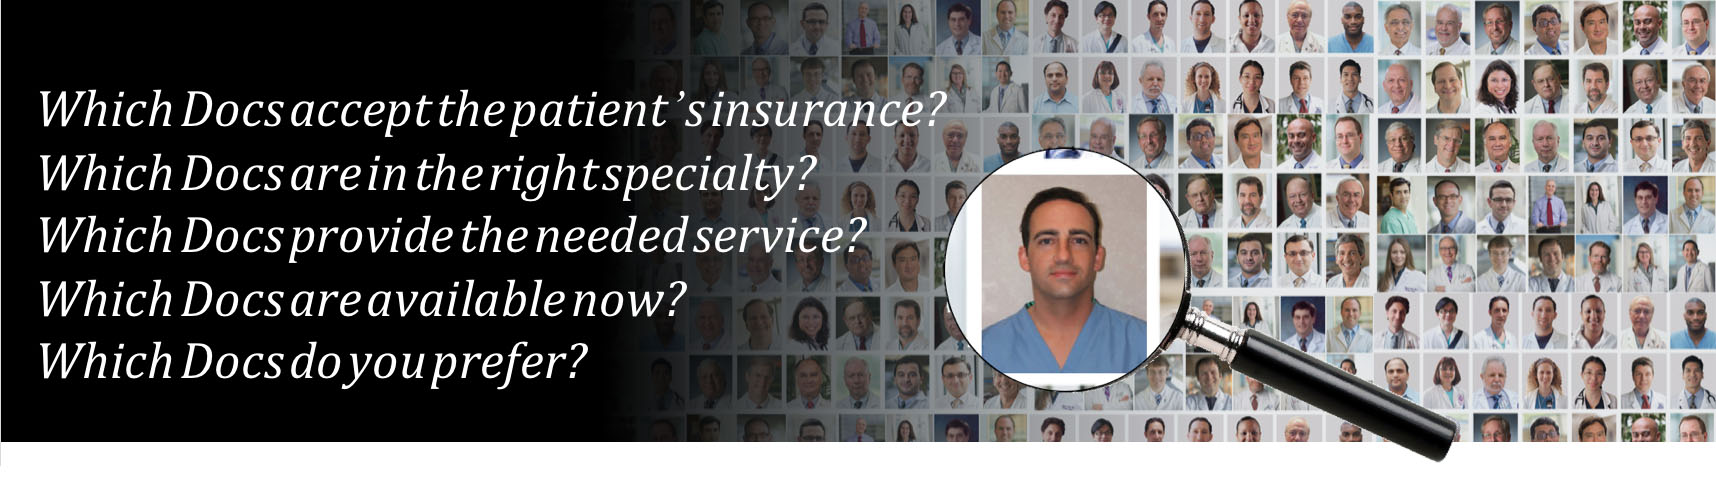 Which Docs accept the patient's insurance?
Which Docs are in the right specialty?
Which Docs provide the needed service?
Which Docs are available now?
Which Docs do you prefer?